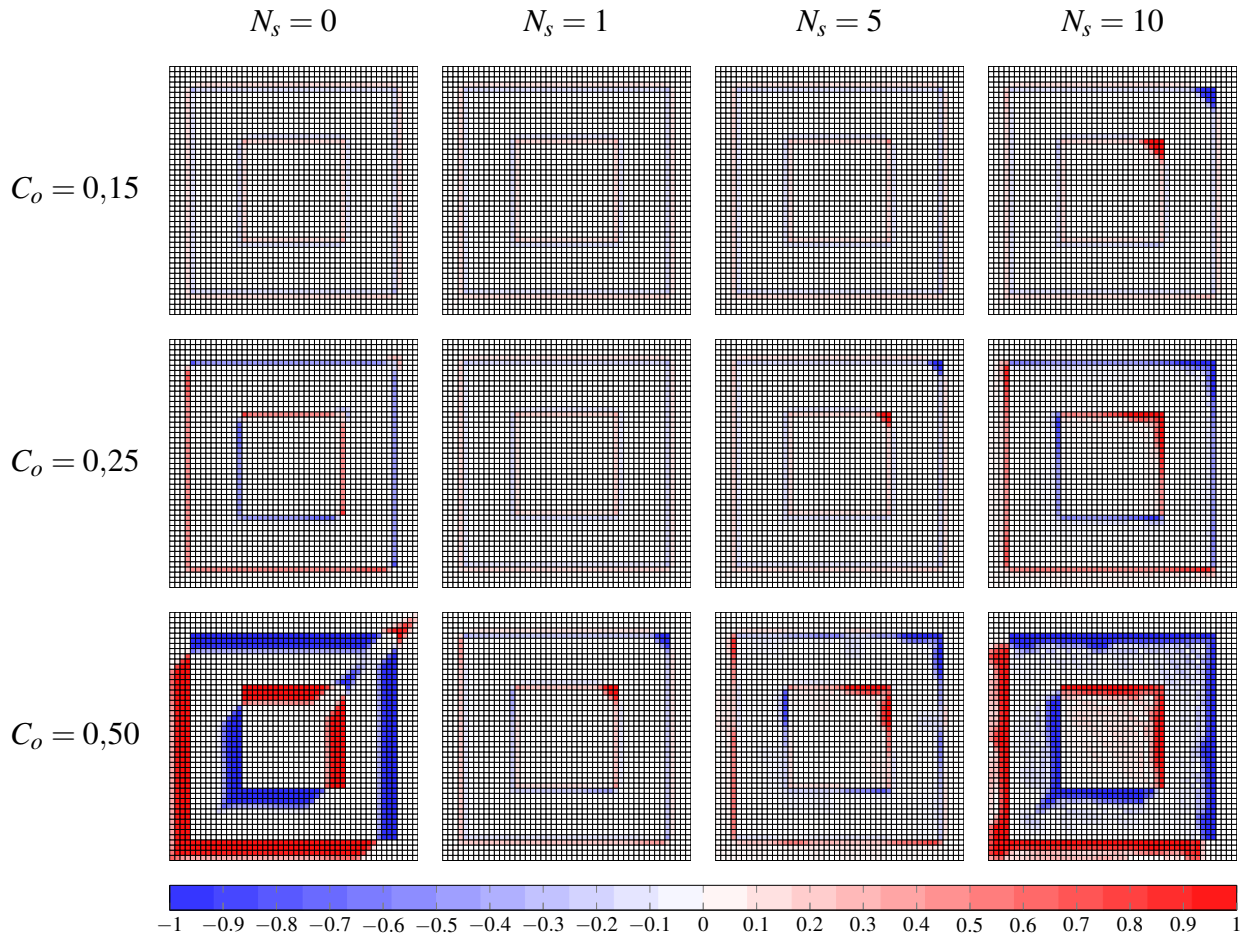 N_s = 0 N_s = 1 N_s = 5 N_s = 10
C_o = 0,15
C_o = 0,25
C_o = 0,50
−1 −0.9 −0.8 −0.7 −0.6 −0.5 −0.4 −0.3 −0.2 −0.1 0 0.1 0.2 0.3 0.4 0.5 0.6 0.7 0.8 0.9 1